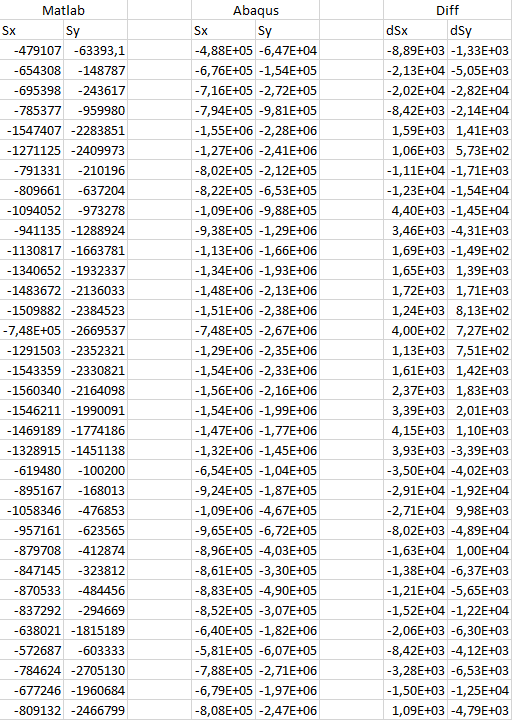 Matlab Abaqus Diff
Sx Sy Sx Sy dSx dSy
-479107 -63393,1 -4,88E+05 -6,47E+04 -8,89E+03 -1,33E+03
-654308 -148787 -6,76E+05 -1,54E+05 -2,13E+04 -5,05E+03
-695398 -243617 -7,16E+05 -2,72E+05 -2,02E+04 -2,82E+04
-785377 -959980 -7,94E+05 -9,81E+05 -8,42E+03 -2,14E+04
-1547407 -2283851 -1,55E+06 -2,28E+06 1,59E+03 1,41E+03
-1271125 -2409973 -1,27E+06 -2,41E+06 1,06E+03 5,73E+02
-791331 -210196 -8,02E+05 -2,12E+05 -1,11E+04 -1,71E+03
-809661 -637204 -8,22E+05 -6,53E+05 -1,23E+04 -1,54E+04
-1094052 -973278 -1,09E+06 -9,88E+05 4,40E+03 -1,45E+04
-941135 -1288924 -9,38E+05 -1,29E+06 3,46E+03 -4,31E+03
-1130817 -1663781 -1,13E+06 -1,66E+06 1,69E+03 -1,49E+02
-1340652 -1932337 -1,34E+06 -1,93E+06 1,65E+03 1,39E+03
-1483672 -2136033 -1,48E+06 -2,13E+06 1,72E+03 1,71E+03
-1509882 -2384523 -1,51E+06 -2,38E+06 1,24E+03 8,13E+02
-7,48E+05 -2669537 -7,48E+05 -2,67E+06 4,00E+02 7,27E+02
-1291503 -2352321 -1,29E+06 -2,35E+06 1,13E+03 7,51E+02
-1543359 -2330821 -1,54E+06 -2,33E+06 1,61E+03 1,42E+03
-1560340 -2164098 -1,56E+06 -2,16E+06 2,37E+03 1,83E+03
-1546211 -1990091 -1,54E+06 -1,99E+06 3,39E+03 2,01E+03
-1469189 -1774186 -1,47E+06 -1,77E+06 4,15E+03 1,10E+03
-1328915 -1451138 -1,32E+06 -1,45E+06 3,93E+03 -3,39E+03
-619480 -100200 -6,54E+05 -1,04E+05 -3,50E+04 -4,02E+03
-895167 -168013 -9,24E+05 -1,87E+05 -2,91E+04 -1,92E+04
-1058346 -476853 -1,09E+06 -4,67E+05 -2,71E+04 9,98E+03
-957161 -623565 -9,65E+05 -6,72E+05 -8,02E+03 -4,89E+04
-879708 -412874 -8,96E+05 -4,03E+05 -1,63E+04 1,00E+04
-847145 -323812 -8,61E+05 -3,30E+05 -1,38E+04 -6,37E+03
-870533 -484456 -8,83E+05 -4,90E+05 -1,21E+04 -5,65E+03
-837292 -294669 -8,52E+05 -3,07E+05 -1,52E+04 -1,22E+04
-638021 -1815189 -6,40E+05 -1,82E+06 -2,06E+03 -6,30E+03
-572687 -603333 -5,81E+05 -6,07E+05 -8,42E+03 -4,12E+03
-784624 -2705130 -7,88E+05 -2,71E+06 -3,28E+03 -6,53E+03
-677246 -1960684 -6,79E+05 -1,97E+06 -1,50E+03 -1,25E+04
-809132 -2466799 -8,08E+05 -2,47E+06 1,09E+03 -4,79E+03